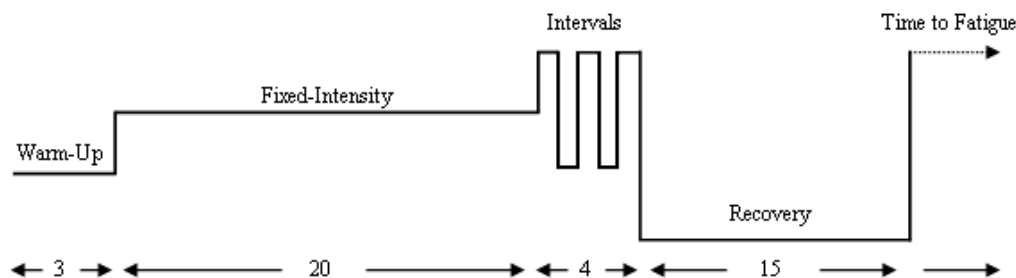 Intervals
Time to Fatigue
Fixed-Intensity
Warm-Up
Recovery
3
20
4
15